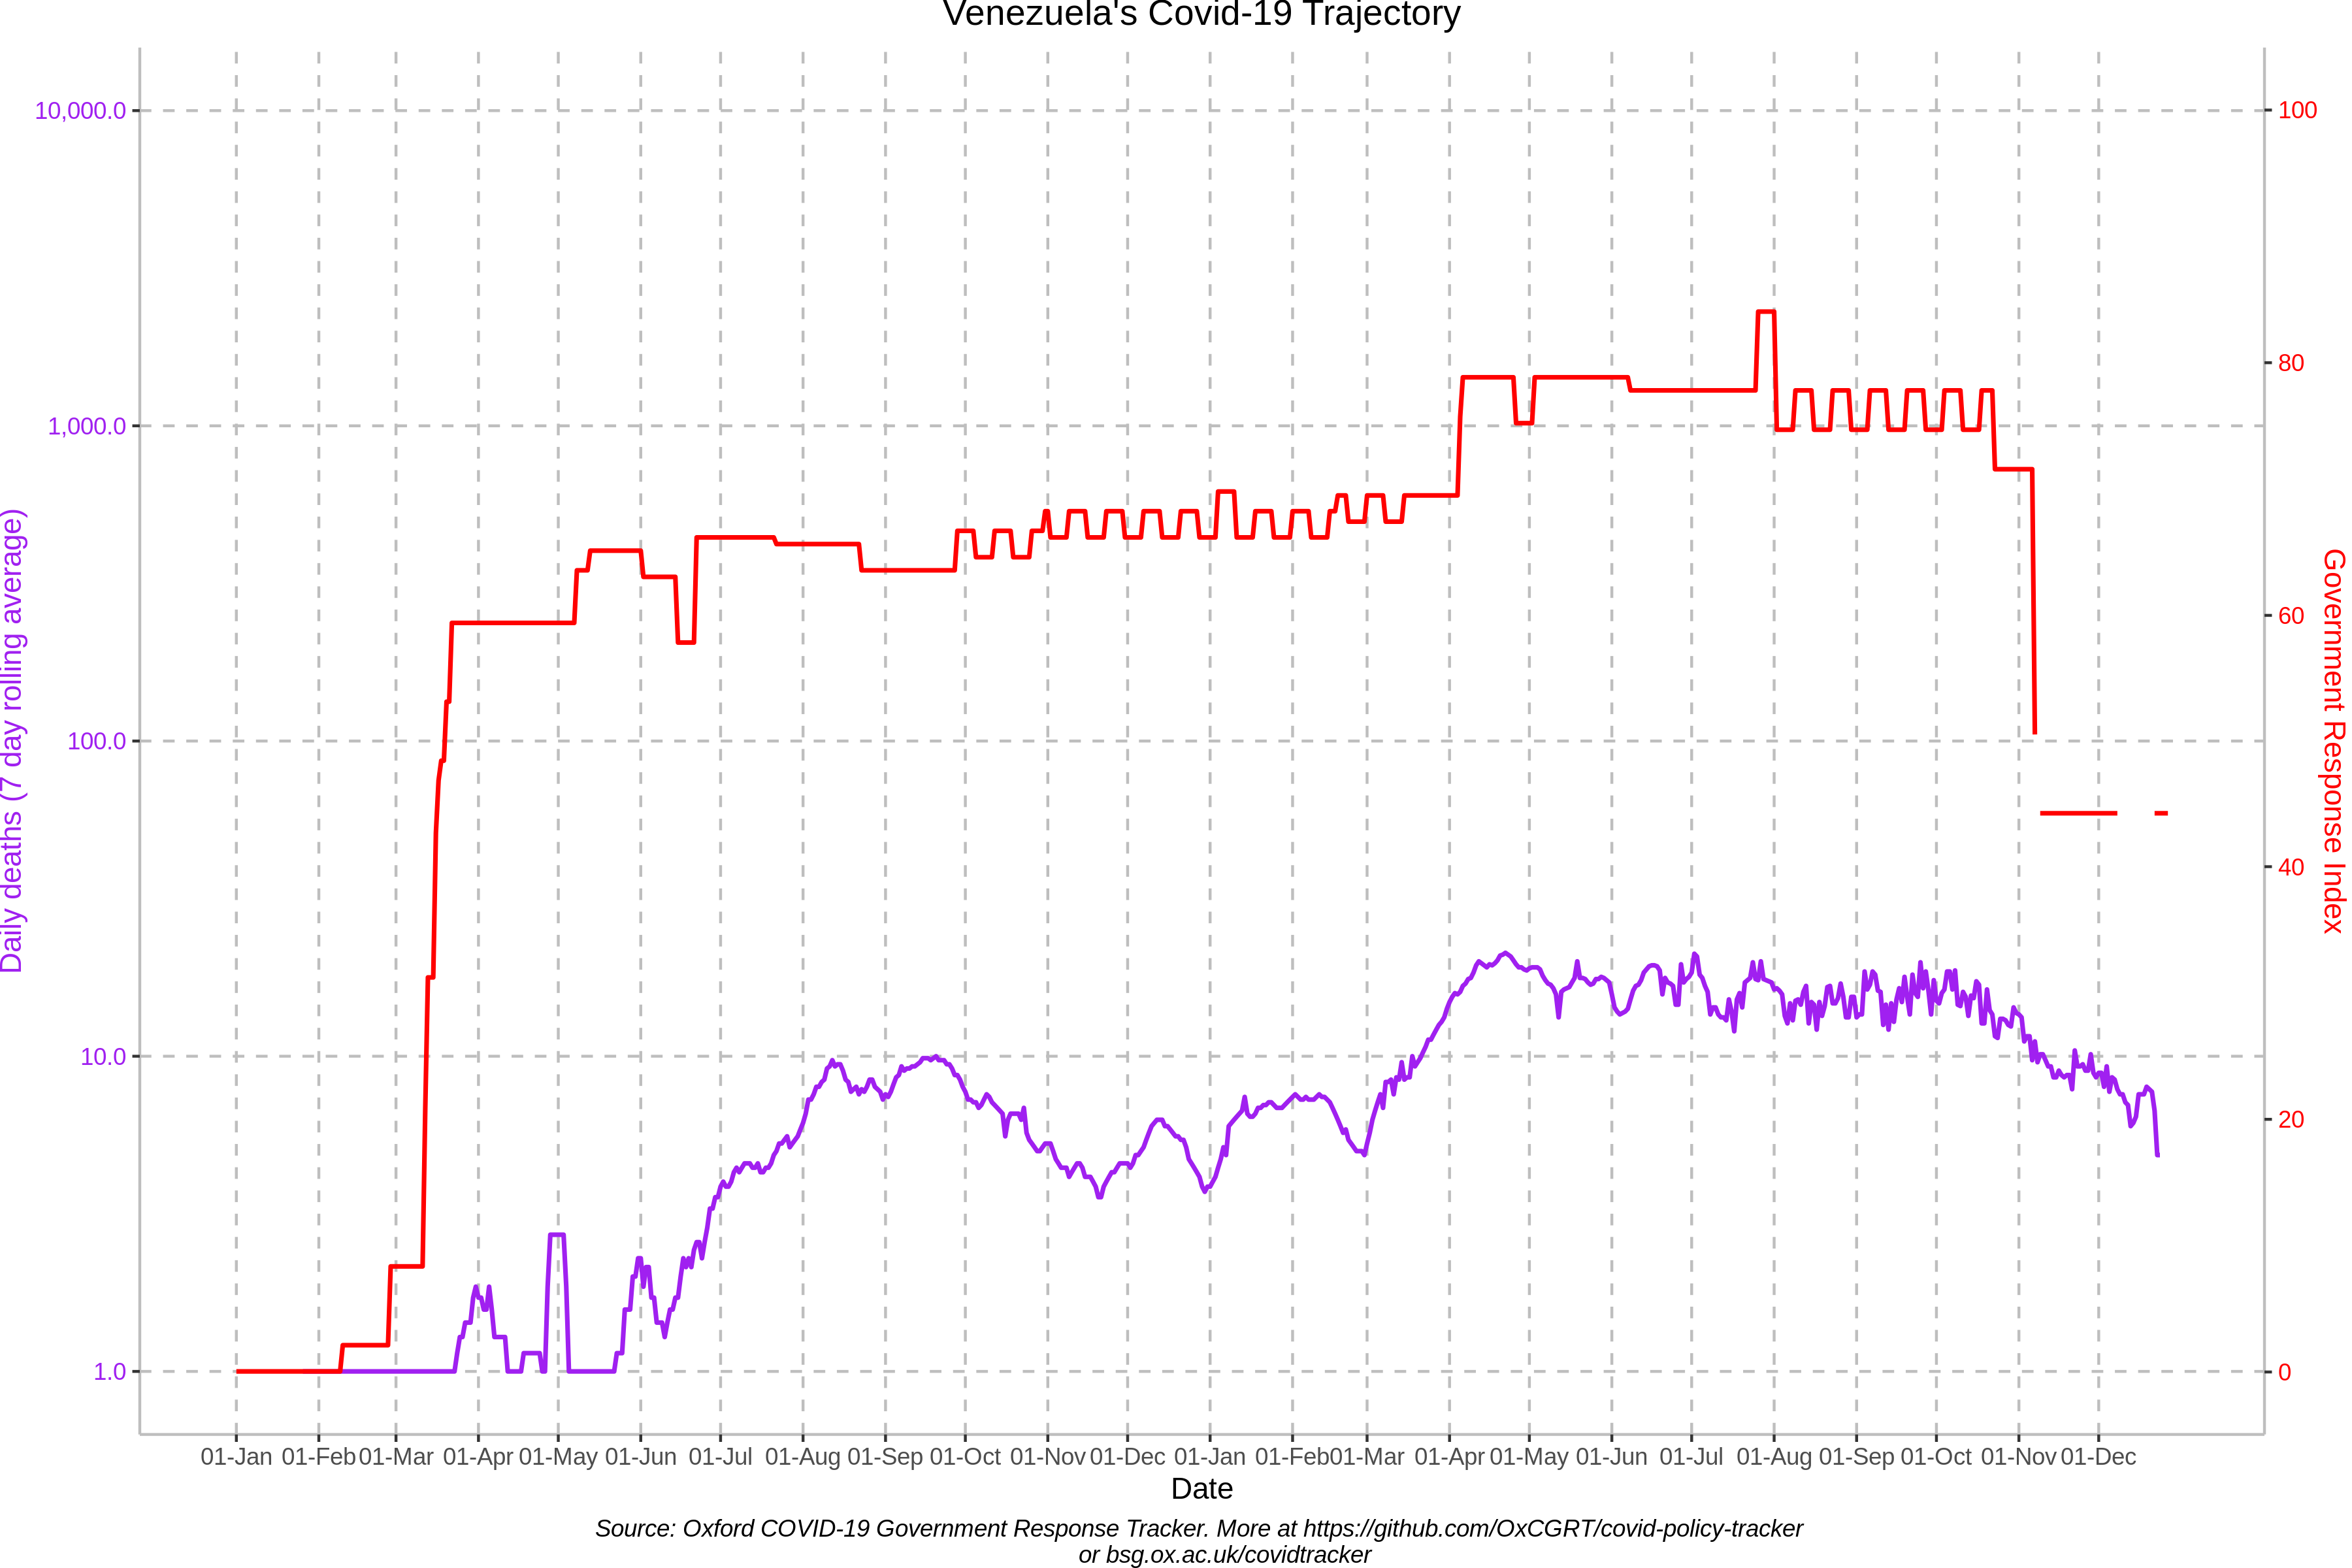 Venezuela's Covid-19 Trajectory
Daily deaths (7 day rolling average)
10,000.0
1,000.0
100.0
10.0
1.0
100
80
60
40
20
0
Government Response Index
01-Jan 01-Feb 01-Mar 01-Apr 01-May 01-Jun 01-Jul 01-Aug 01-Sep 01-Oct 01-Nov 01-Dec 01-Jan 01-Feb 01-Mar 01-Apr 01-May 01-Jun 01-Jul 01-Aug 01-Sep 01-Oct 01-Nov 01-Dec
Date
Source: Oxford COVID-19 Government Response Tracker. More at https://github.com/OxCGRT/covid-policy-tracker
or bsg.ox.ac.uk/covidtracker